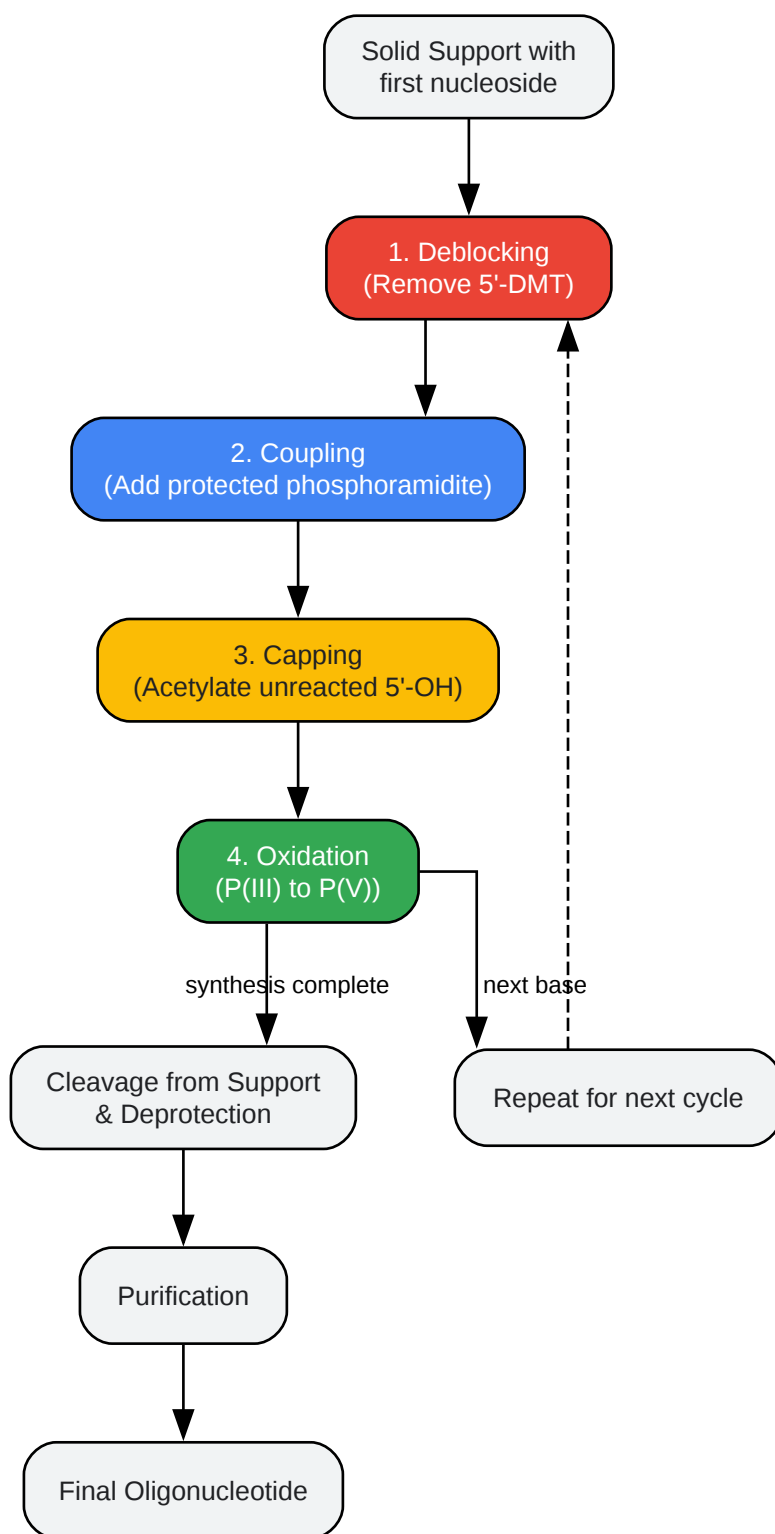 Solid Support with
first nucleoside
1. Deblocking
(Remove 5'-DMT)
2. Coupling
(Add protected phosphoramidite)
3. Capping
(Acetylate unreacted 5'-OH)
4. Oxidation
(P(III) to P(V))
synthesis complete
next base
Cleavage from Support
& Deprotection
Repeat for next cycle
Purification
Final Oligonucleotide